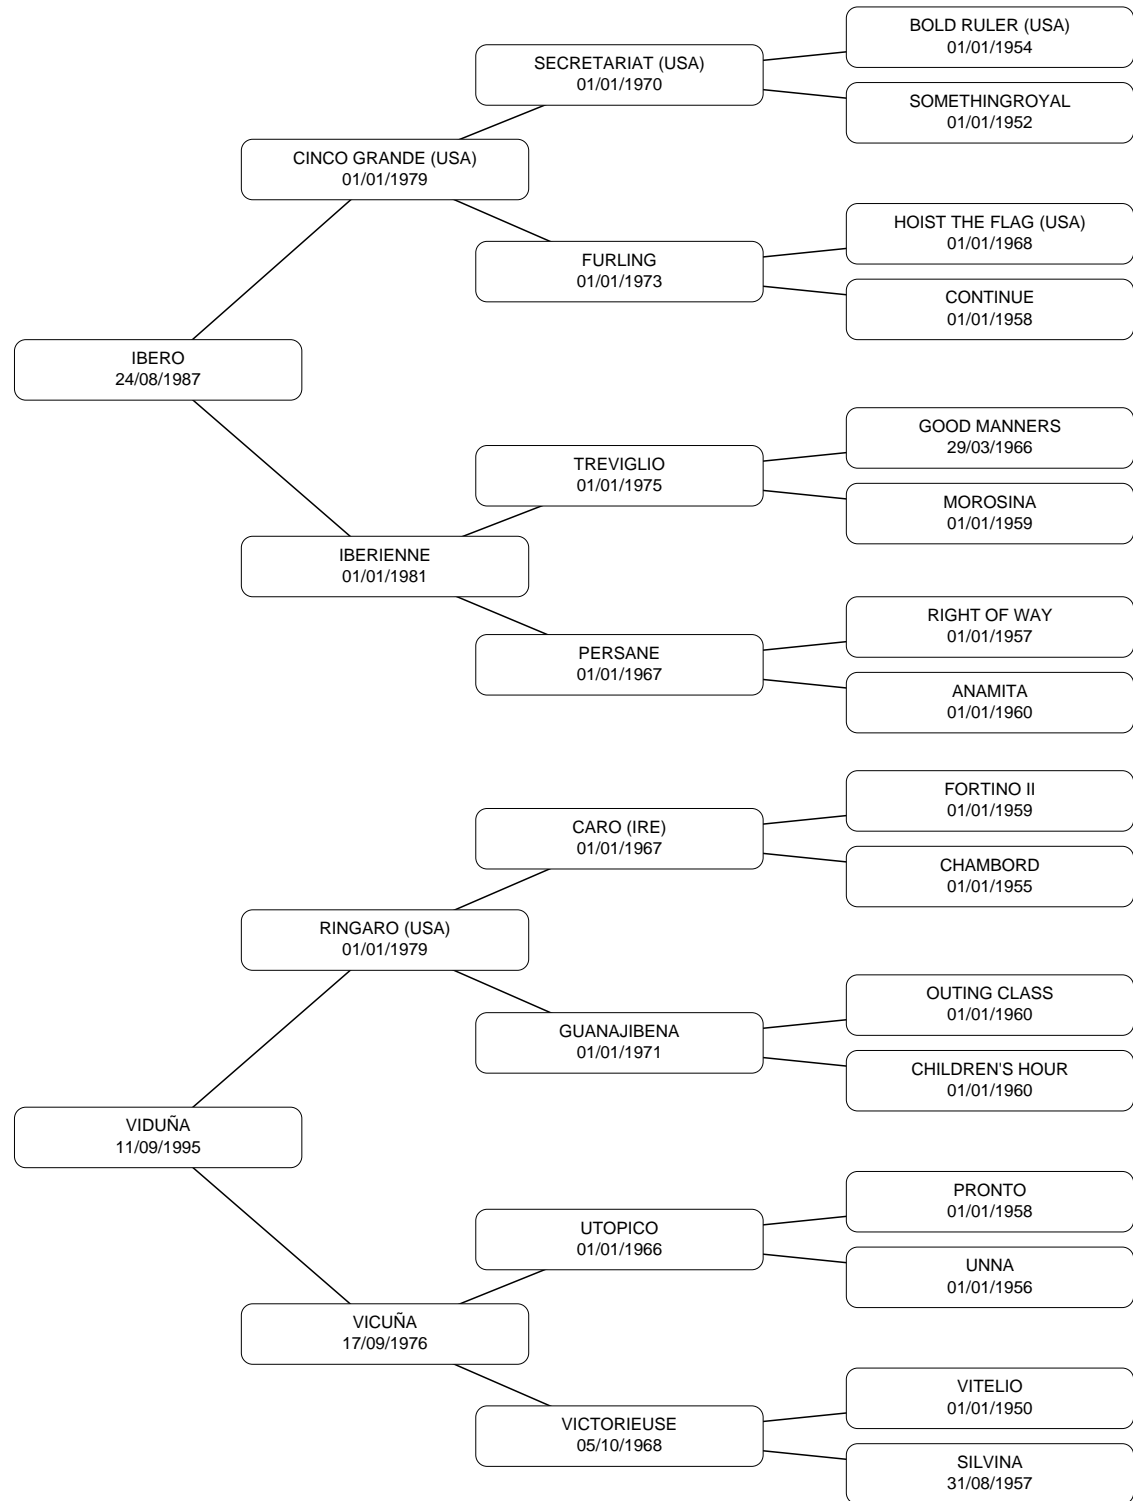 BOLD RULER (USA)
01/01/1954
SECRETARIAT (USA)
01/01/1970
SOMETHINGROYAL
01/01/1952
CINCO GRANDE (USA)
01/01/1979
HOIST THE FLAG (USA)
01/01/1968
FURLING
01/01/1973
CONTINUE
01/01/1958
IBERO
24/08/1987
GOOD MANNERS
29/03/1966
TREVIGLIO
01/01/1975
MOROSINA
01/01/1959
IBERIENNE
01/01/1981
RIGHT OF WAY
01/01/1957
PERSANE
01/01/1967
ANAMITA
01/01/1960
FORTINO II
01/01/1959
CARO (IRE)
01/01/1967
CHAMBORD
01/01/1955
RINGARO (USA)
01/01/1979
OUTING CLASS
01/01/1960
GUANAJIBENA
01/01/1971
CHILDREN'S HOUR
01/01/1960
VIDUÑA
11/09/1995
PRONTO
01/01/1958
UTOPICO
01/01/1966
UNNA
01/01/1956
VICUÑA
17/09/1976
VITELIO
01/01/1950
VICTORIEUSE
05/10/1968
SILVINA
31/08/1957